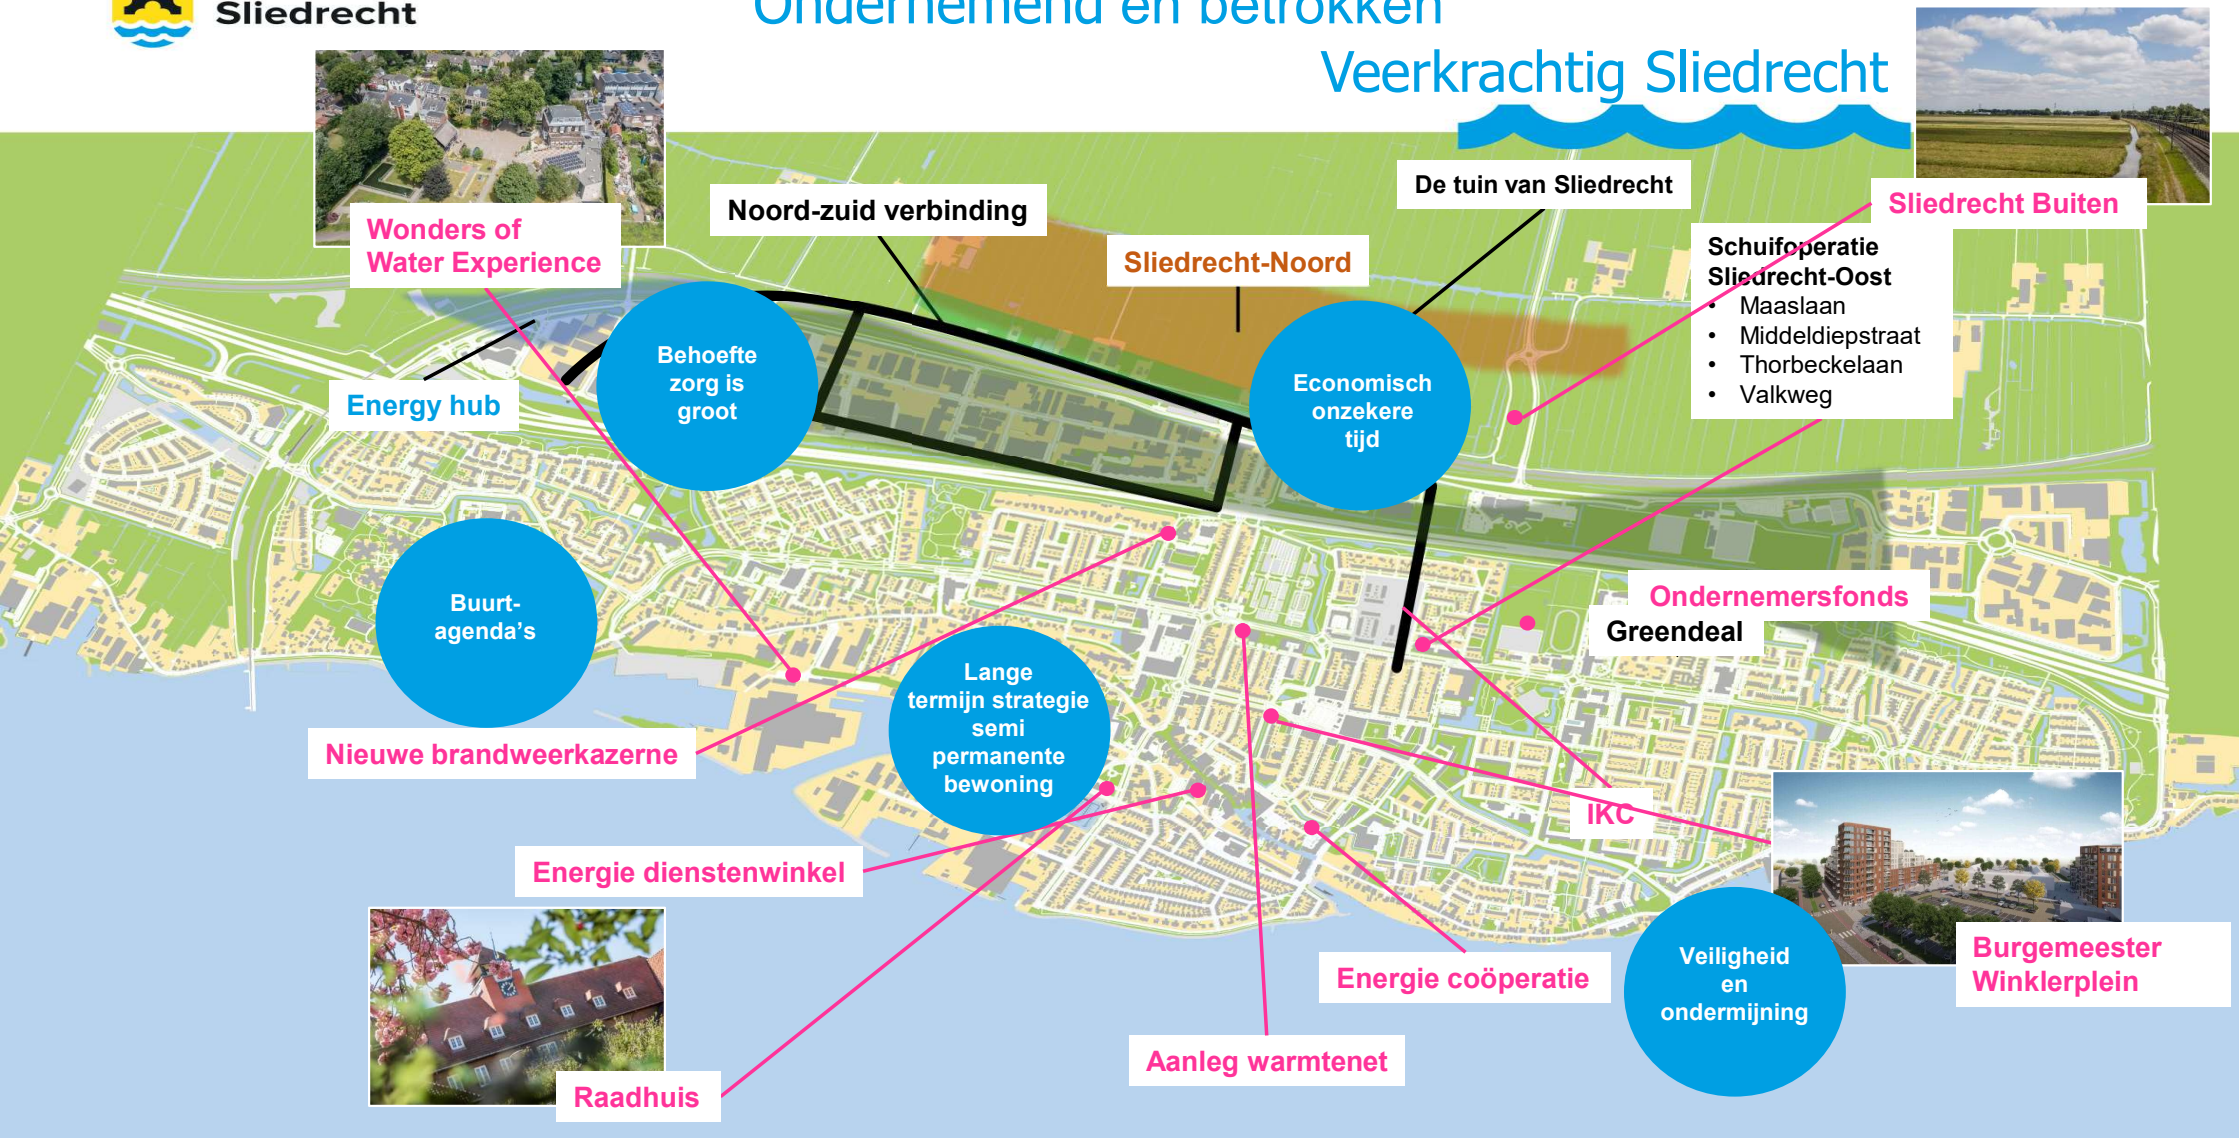 Sliedrecht
Ondernemend en betrokken
Veerkrachtig Sliedrecht
De tuin van Sliedrecht
Sliedrecht Buiten
Noord-zuid verbinding
Wonders of
Water Experience
Sliedrecht-Noord
Schuifoperatie
Sliedrecht-Oost
• Maaslaan
• Middeldiepstraat
• Thorbeckelaan
• Valkweg
Energy hub
Behoefte
zorg is
groot
Economisch
onzekere
tijd
Buurt-
agenda's
Ondernemersfonds
Greendeal
Lange
termijn strategie
semi
permanente
bewoning
Nieuwe brandweerkazerne
IKC
Energie dienstenwinkel
Energie coöperatie
Veiligheid
en
ondermijning
Burgemeester
Winklerplein
Aanleg warmtenet
Raadhuis